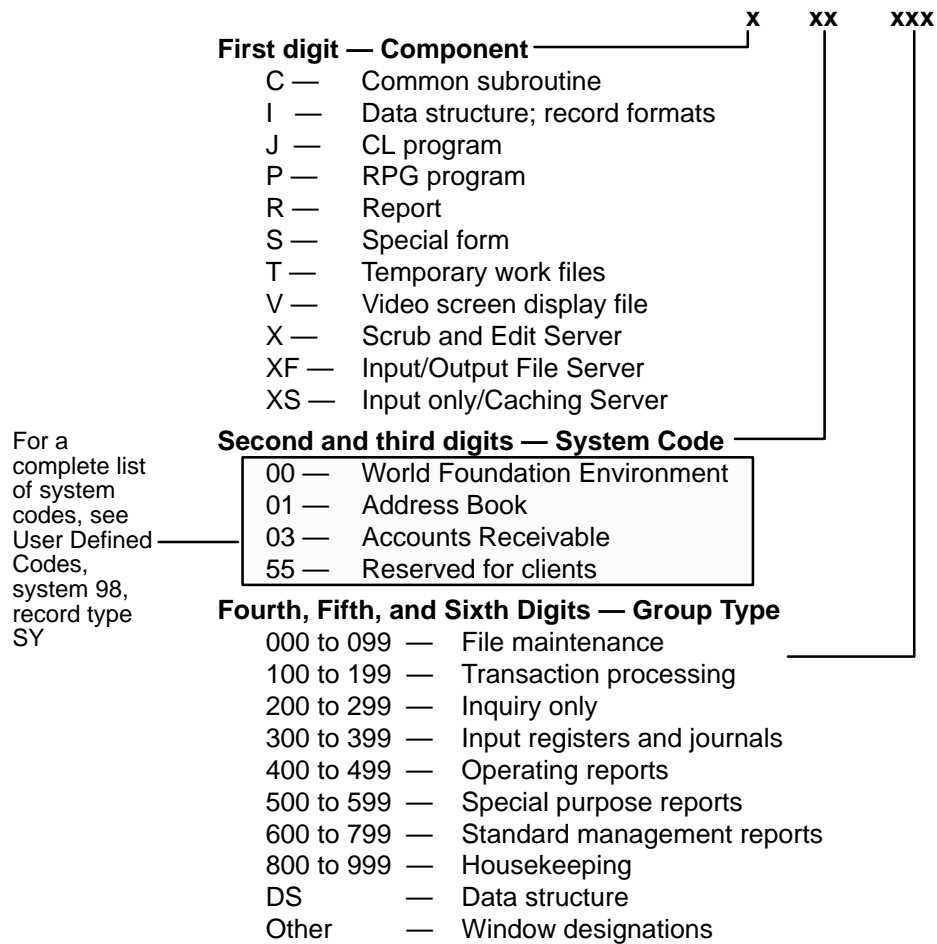 x xx xxx
First digit — Component
C — Common subroutine
I — Data structure; record formats
J — CL program
P — RPG program
R — Report
S — Special form
T — Temporary work files
V — Video screen display file
X — Scrub and Edit Server
XF — Input/Output File Server
XS — Input only/Caching Server
For a
complete list
of system
codes, see
User Defined
Codes,
system 98,
record type
SY
Second and third digits — System Code
00 — World Foundation Environment
01 — Address Book
03 — Accounts Receivable
55 — Reserved for clients
Fourth, Fifth, and Sixth Digits — Group Type
000 to 099 — File maintenance
100 to 199 — Transaction processing
200 to 299 — Inquiry only
300 to 399 — Input registers and journals
400 to 499 — Operating reports
500 to 599 — Special purpose reports
600 to 799 — Standard management reports
800 to 999 — Housekeeping
DS — Data structure
Other — Window designations